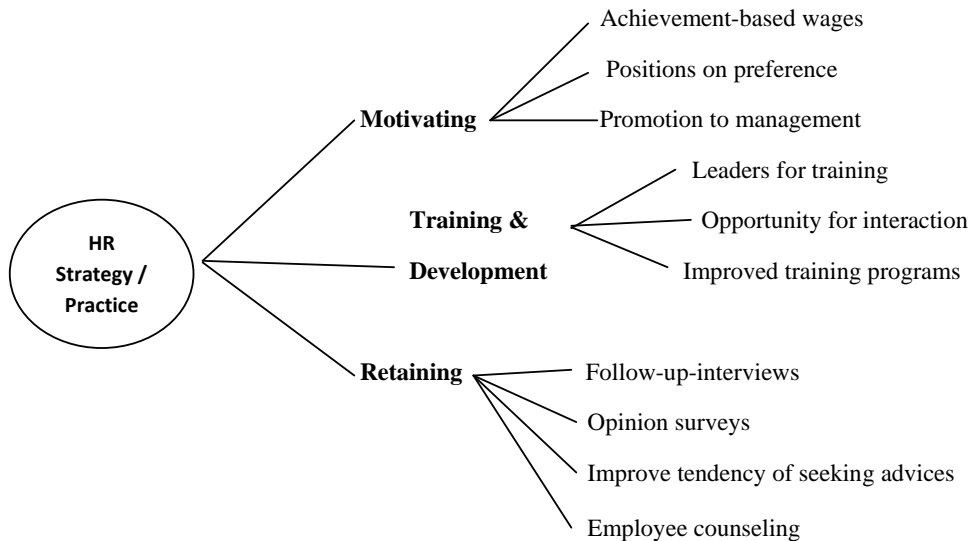 HR
Strategy /
Practice
Motivating
Achievement-based wages
Positions on preference
Promotion to management
Training &
Development
Leaders for training
Opportunity for interaction
Improved training programs
Retaining
Follow-up-interviews
Opinion surveys
Improve tendency of seeking advices
Employee counseling